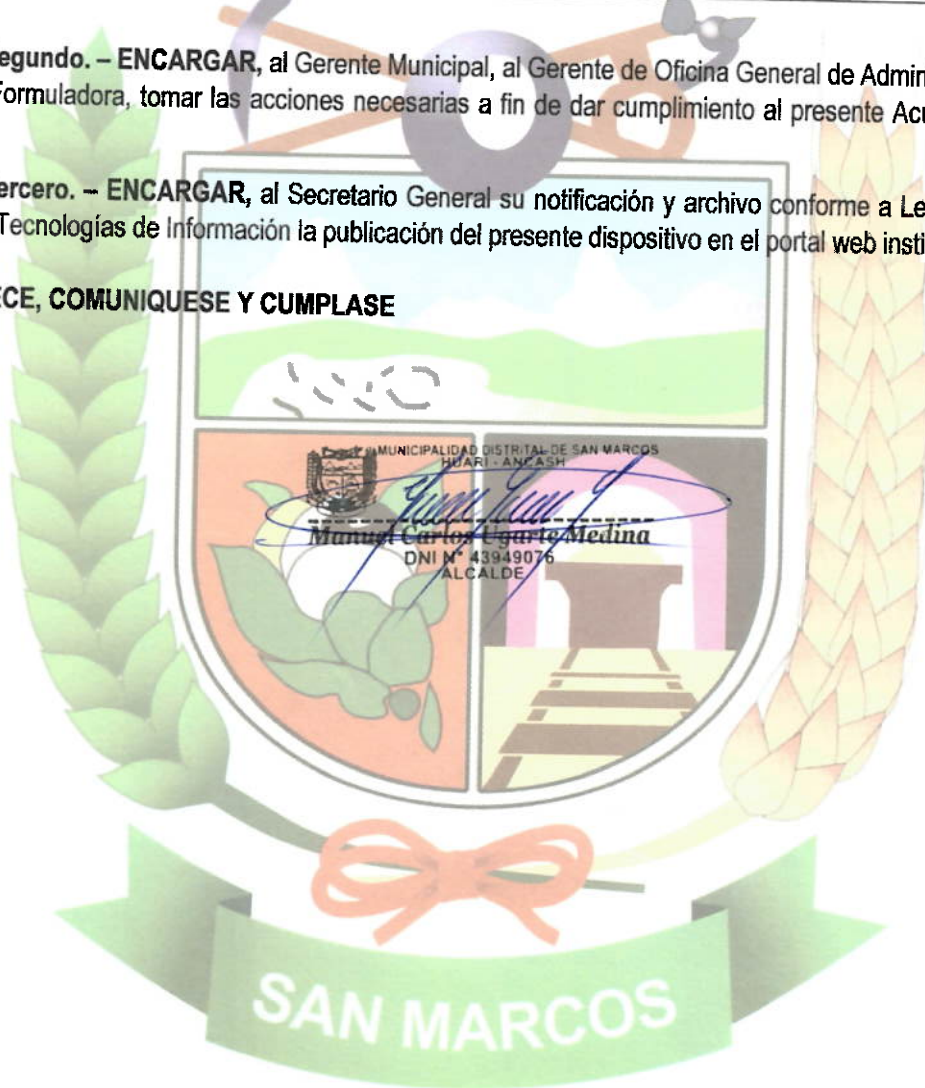 egundo. – ENCARGAR, al Gerente Municipal, al Gerente de Oficina General de Admin
Formuladora, tomar las acciones necesarias a fin de dar cumplimiento al presente Acu
ercero. – ENCARGAR, al Secretario General su notificación y archivo conforme a Le
Tecnologías de Información la publicación del presente dispositivo en el portal web insti
ECE, COMUNIQUESE Y CUMPLASE
MUNICIPALIDAD DISTRITAL DE SAN MARCOS
HUARI - ANCASH
Manuel Carlos Ugarte Medina
DNI N° 43949076
ALCALDE
SAN MARCOS